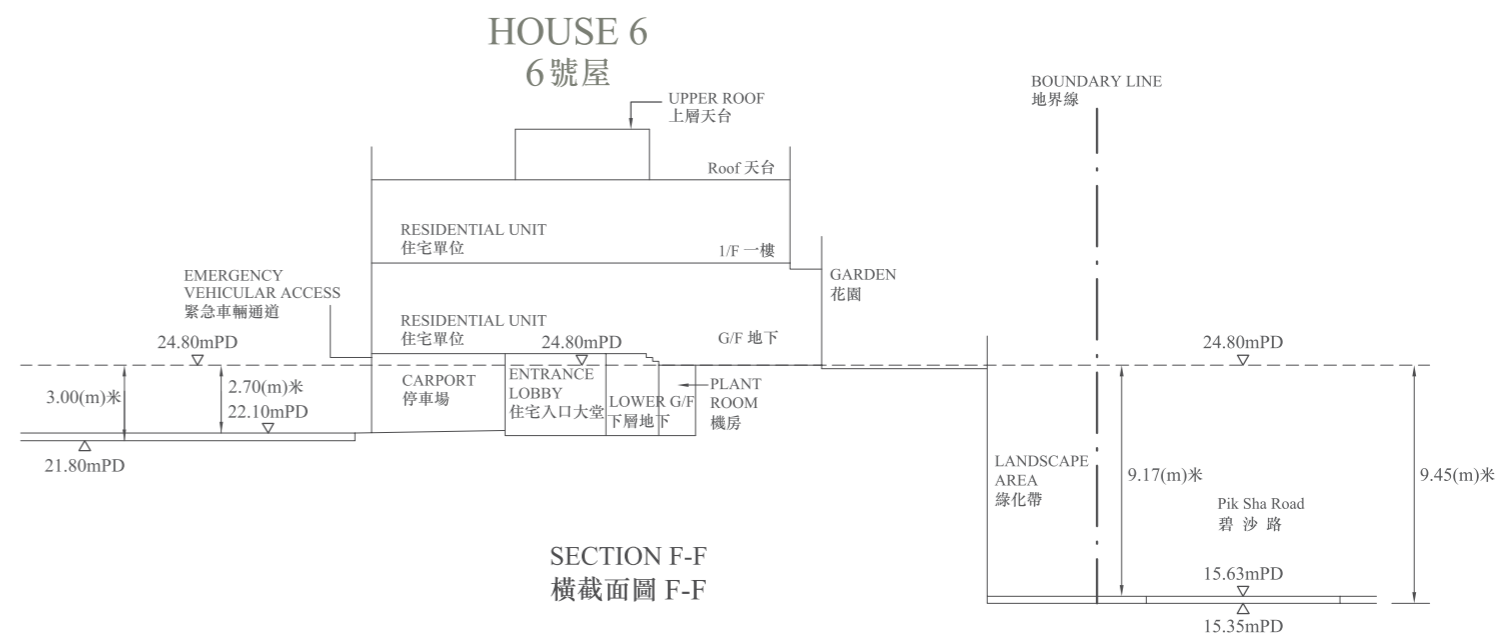 HOUSE 6
6號屋
UPPER ROOF
上層天台
BOUNDARY LINE
地界線
Roof 天台
RESIDENTIAL UNIT
住宅單位
1/F 一樓
EMERGENCY
VEHICULAR ACCESS
緊急車輛通道
GARDEN
花園
RESIDENTIAL UNIT
住宅單位
G/F 地下
24.80mPD
24.80mPD
24.80mPD
3.00(m)米
2.70(m)米
22.10mPD
CARPORT
停車場
ENTRANCE
LOBBY
住宅入口大堂
LOWER G/F
下層地下
PLANT
ROOM
機房
21.80mPD
LANDSCAPE
AREA
綠化帶
9.17(m)米
9.45(m)米
Pik Sha Road
碧沙路
15.63mPD
15.35mPD
SECTION F-F
橫截面圖 F-F